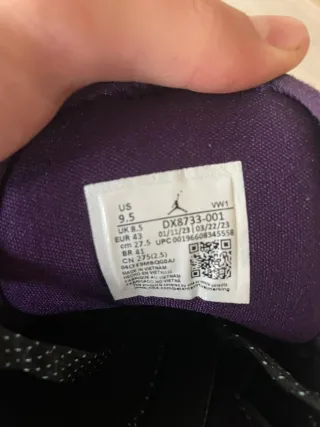 US
9.5
UK 8.5
EUR 43
cm 27.5
BR 41
CN 275(2.5)
VW1
DX8733-001
01/11/23 | 03/22/23
UPC 00196608345558
MADE IN VIETNAM